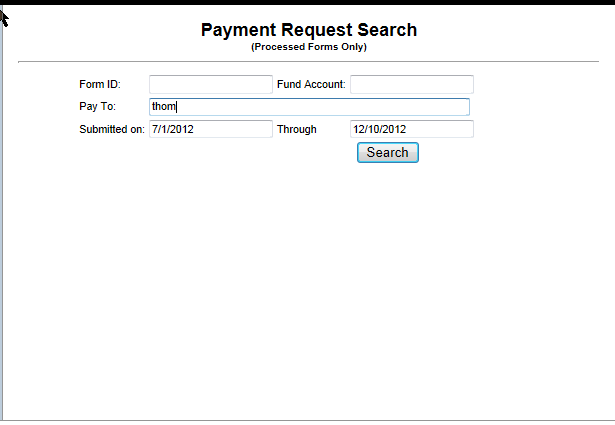 Payment Request Search
(Processed Forms Only)
Form ID: Fund Account:
Pay To: thom
Submitted on: 7/1/2012 Through 12/10/2012
Search